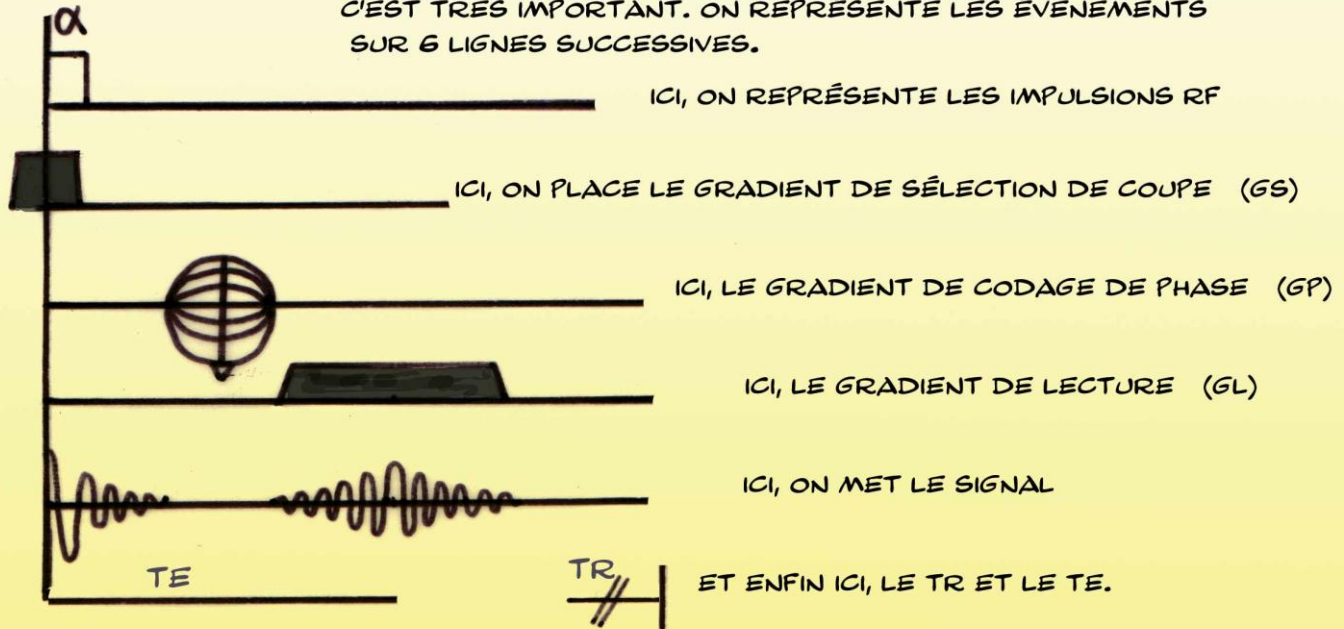 C'EST TRES IMPORTANT. ON REPRÉSENTE LES ÉVÈNEMENTS
SUR 6 LIGNES SUCCESSIVES.
α
ICI, ON REPRÉSENTE LES IMPULSIONS RF
ICI, ON PLACE LE GRADIENT DE SÉLECTION DE COUPE (GS)
ICI, LE GRADIENT DE CODAGE DE PHASE (GP)
ICI, LE GRADIENT DE LECTURE (GL)
ICI, ON MET LE SIGNAL
TE
TR
ET ENFIN ICI, LE TR ET LE TE.